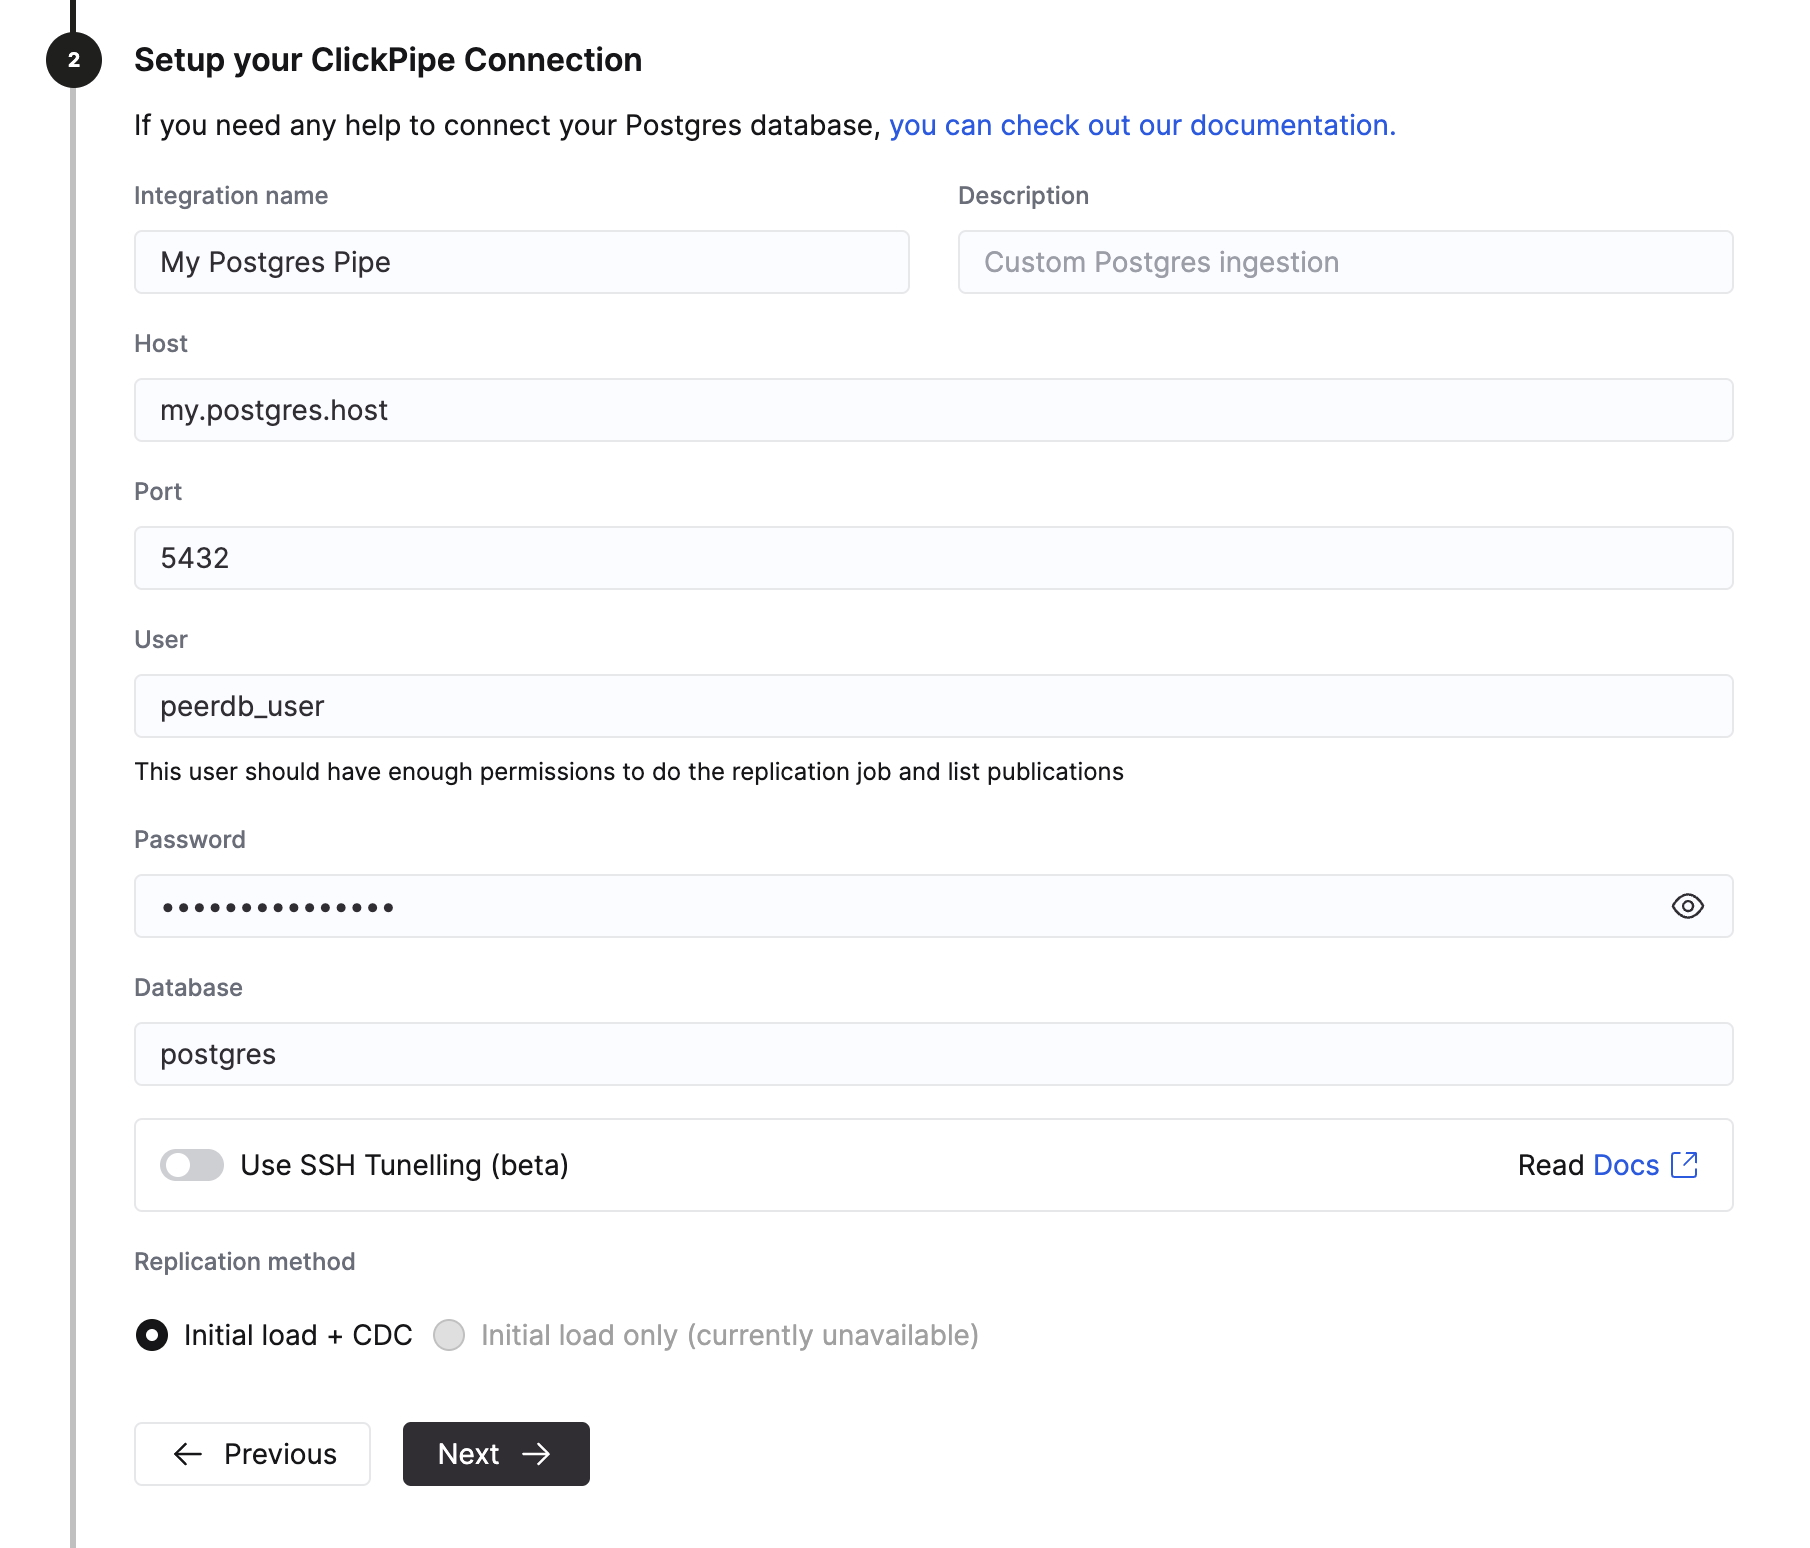 2
Setup your ClickPipe Connection
If you need any help to connect your Postgres database, you can check out our documentation.
Integration name
Description
My Postgres Pipe
Custom Postgres ingestion
Host
my.postgres.host
Port
5432
User
peerdb_user
This user should have enough permissions to do the replication job and list publications
Password
•••••••••••••••
Database
postgres
Use SSH Tunelling (beta)
Read Docs
Replication method
Initial load + CDC
Initial load only (currently unavailable)
Previous
Next